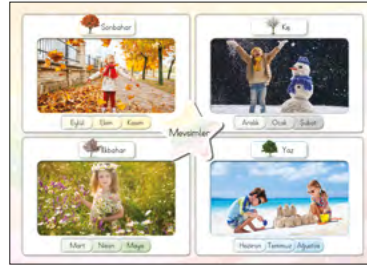 Sonbahar
Eylül Ekim Kasım
Kış
Aralık Ocak Şubat
Mevsimler
İlkbahar
Mart Nisan Mayıs
Yaz
Haziran Temmuz Ağustos